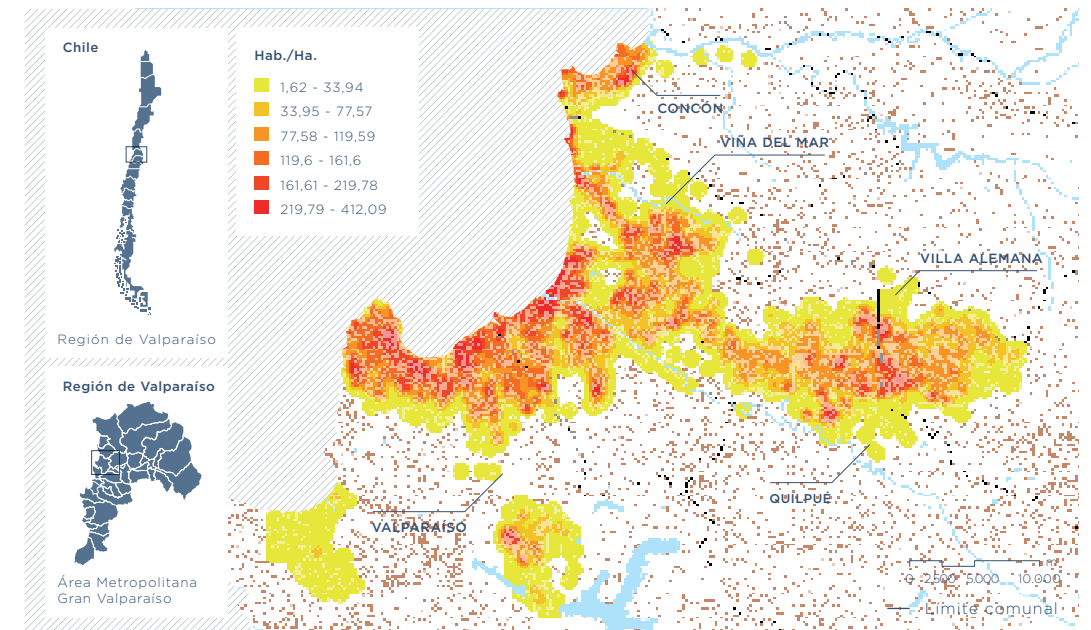 Chile
Región de Valparaíso
Región de Valparaíso
Área Metropolitana
Gran Valparaíso
Hab./Ha.
1,62 - 33,94
33,95 - 77,57
77,58 - 119,59
119,6 - 161,6
161,61 - 219,78
219,79 - 412,09
CONCÓN
VIÑA DEL MAR
VILLA ALEMANA
QUILPUÉ
VALPARAÍSO
0 2.500 5.000 10.000
Límite comunal